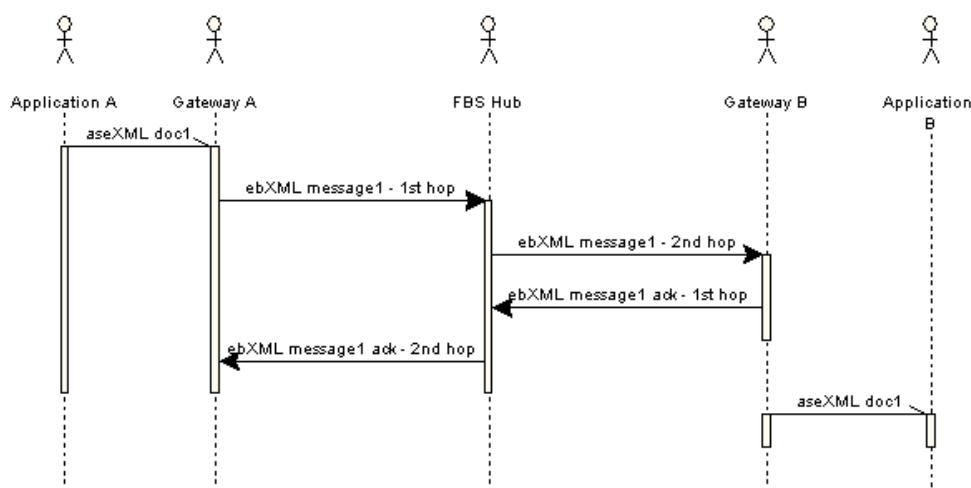 Application A
Gateway A
FBS Hub
Gateway B
Application
B
aseXML doc1
ebXML message1 - 1st hop
ebXML message1 - 2nd hop
ebXML message1 ack - 1st hop
ebXML message1 ack - 2nd hop
aseXML doc1